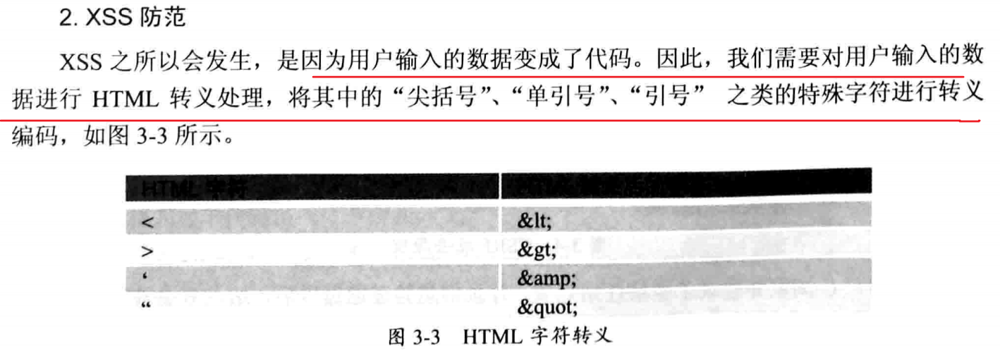 2. XSS 防范
XSS 之所以会发生，是因为用户输入的数据变成了代码。因此，我们需要对用户输入的数
据进行 HTML 转义处理，将其中的“尖括号”、“单引号”、“引号” 之类的特殊字符进行转义
编码，如图 3-3 所示。
HTML 字符
< &lt;
> &gt;
‘ &amp;
“ &quot;
图 3-3 HTML 字符转义